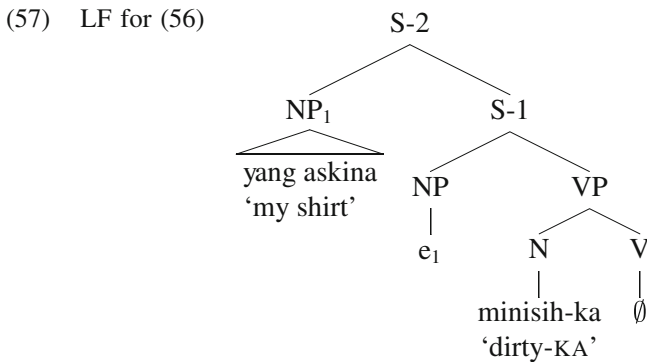 (57) LF for (56)
S-2
NP₁ S-1
yang askina
‘my shirt’
NP VP
e₁
N V
minisih-ka ∅
‘dirty-KA’